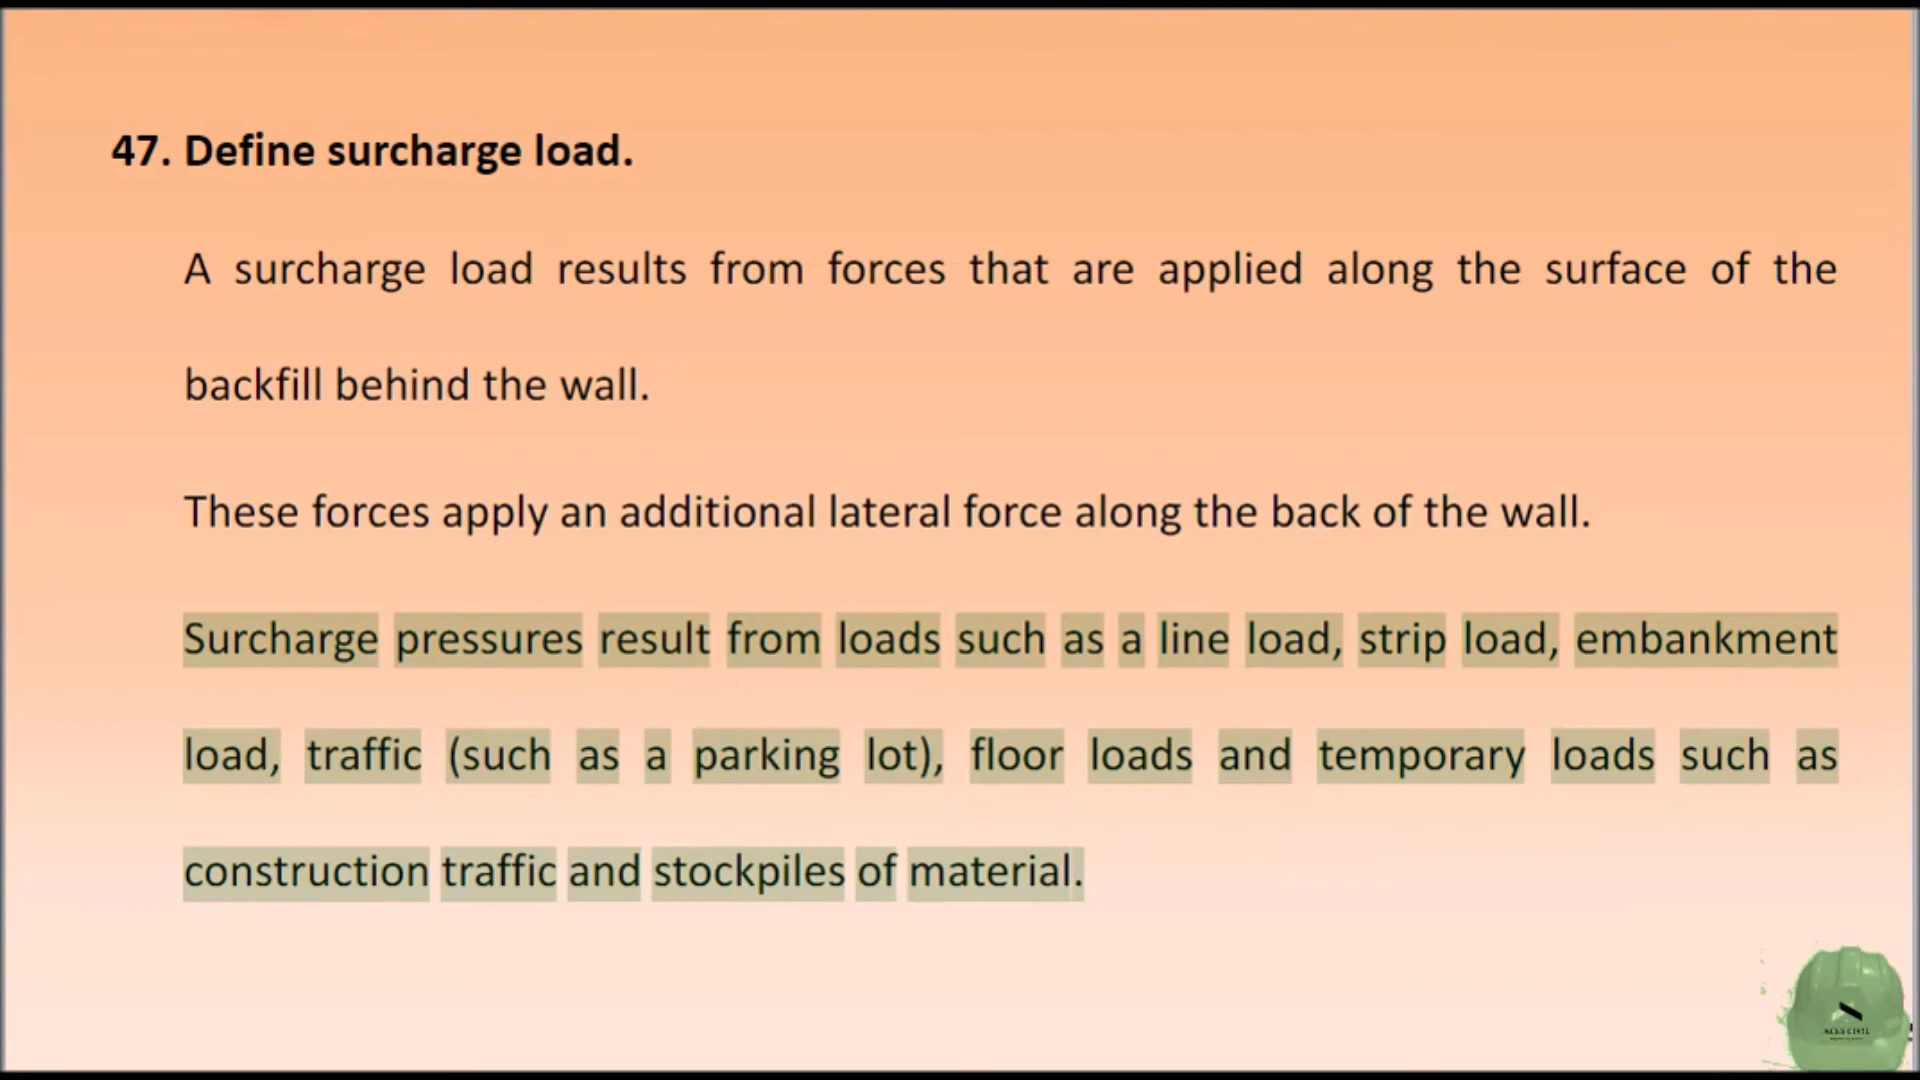 47. Define surcharge load.
A surcharge load results from forces that are applied along the surface of the
backfill behind the wall.
These forces apply an additional lateral force along the back of the wall.
Surcharge pressures result from loads such as a line load, strip load, embankment
load, traffic (such as a parking lot), floor loads and temporary loads such as
construction traffic and stockpiles of material.